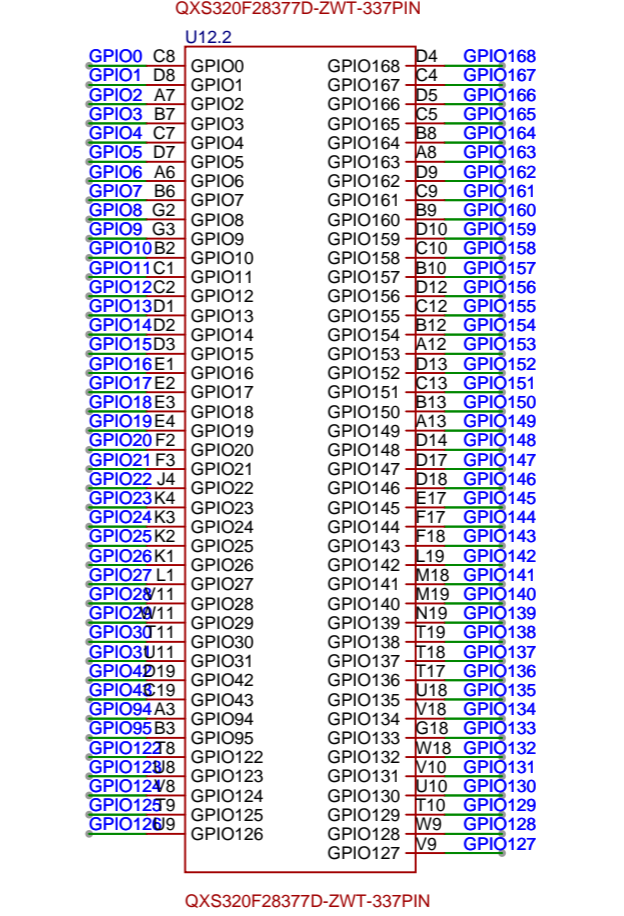 QXS320F28377D-ZWT-337PIN
U12.2
GPIO0 C8 GPIO0 GPIO168 D4 GPIO168
GPIO1 D8 GPIO1 GPIO167 C4 GPIO167
GPIO2 A7 GPIO2 GPIO166 D5 GPIO166
GPIO3 B7 GPIO3 GPIO165 C5 GPIO165
GPIO4 C7 GPIO4 GPIO164 B8 GPIO164
GPIO5 D7 GPIO5 GPIO163 A8 GPIO163
GPIO6 A6 GPIO6 GPIO162 D9 GPIO162
GPIO7 B6 GPIO7 GPIO161 C9 GPIO161
GPIO8 G2 GPIO8 GPIO160 B9 GPIO160
GPIO9 G3 GPIO9 GPIO159 D10 GPIO159
GPIO10 B2 GPIO10 GPIO158 C10 GPIO158
GPIO11 C1 GPIO11 GPIO157 B10 GPIO157
GPIO12 C2 GPIO12 GPIO156 D12 GPIO156
GPIO13 D1 GPIO13 GPIO155 C12 GPIO155
GPIO14 D2 GPIO14 GPIO154 B12 GPIO154
GPIO15 D3 GPIO15 GPIO153 A12 GPIO153
GPIO16 E1 GPIO16 GPIO152 D13 GPIO152
GPIO17 E2 GPIO17 GPIO151 C13 GPIO151
GPIO18 E3 GPIO18 GPIO150 B13 GPIO150
GPIO19 E4 GPIO19 GPIO149 A13 GPIO149
GPIO20 F2 GPIO20 GPIO148 D14 GPIO148
GPIO21 F3 GPIO21 GPIO147 D17 GPIO147
GPIO22 J4 GPIO22 GPIO146 D18 GPIO146
GPIO23 K4 GPIO23 GPIO145 E17 GPIO145
GPIO24 K3 GPIO24 GPIO144 F17 GPIO144
GPIO25 K2 GPIO25 GPIO143 F18 GPIO143
GPIO26 K1 GPIO26 GPIO142 L19 GPIO142
GPIO27 L1 GPIO27 GPIO141 M18 GPIO141
GPIO28 V11 GPIO28 GPIO140 M19 GPIO140
GPIO29 W11 GPIO29 GPIO139 N19 GPIO139
GPIO30 T11 GPIO30 GPIO138 T19 GPIO138
GPIO31 U11 GPIO31 GPIO137 T18 GPIO137
GPIO42 D19 GPIO42 GPIO136 T17 GPIO136
GPIO43 C19 GPIO43 GPIO135 U18 GPIO135
GPIO94 A3 GPIO94 GPIO134 V18 GPIO134
GPIO95 B3 GPIO95 GPIO133 G18 GPIO133
GPIO122 T8 GPIO122 GPIO132 W18 GPIO132
GPIO123 U8 GPIO123 GPIO131 V10 GPIO131
GPIO124 V8 GPIO124 GPIO130 U10 GPIO130
GPIO125 T9 GPIO125 GPIO129 T10 GPIO129
GPIO126 U9 GPIO126 GPIO128 W9 GPIO128
GPIO127 V9 GPIO127
QXS320F28377D-ZWT-337PIN